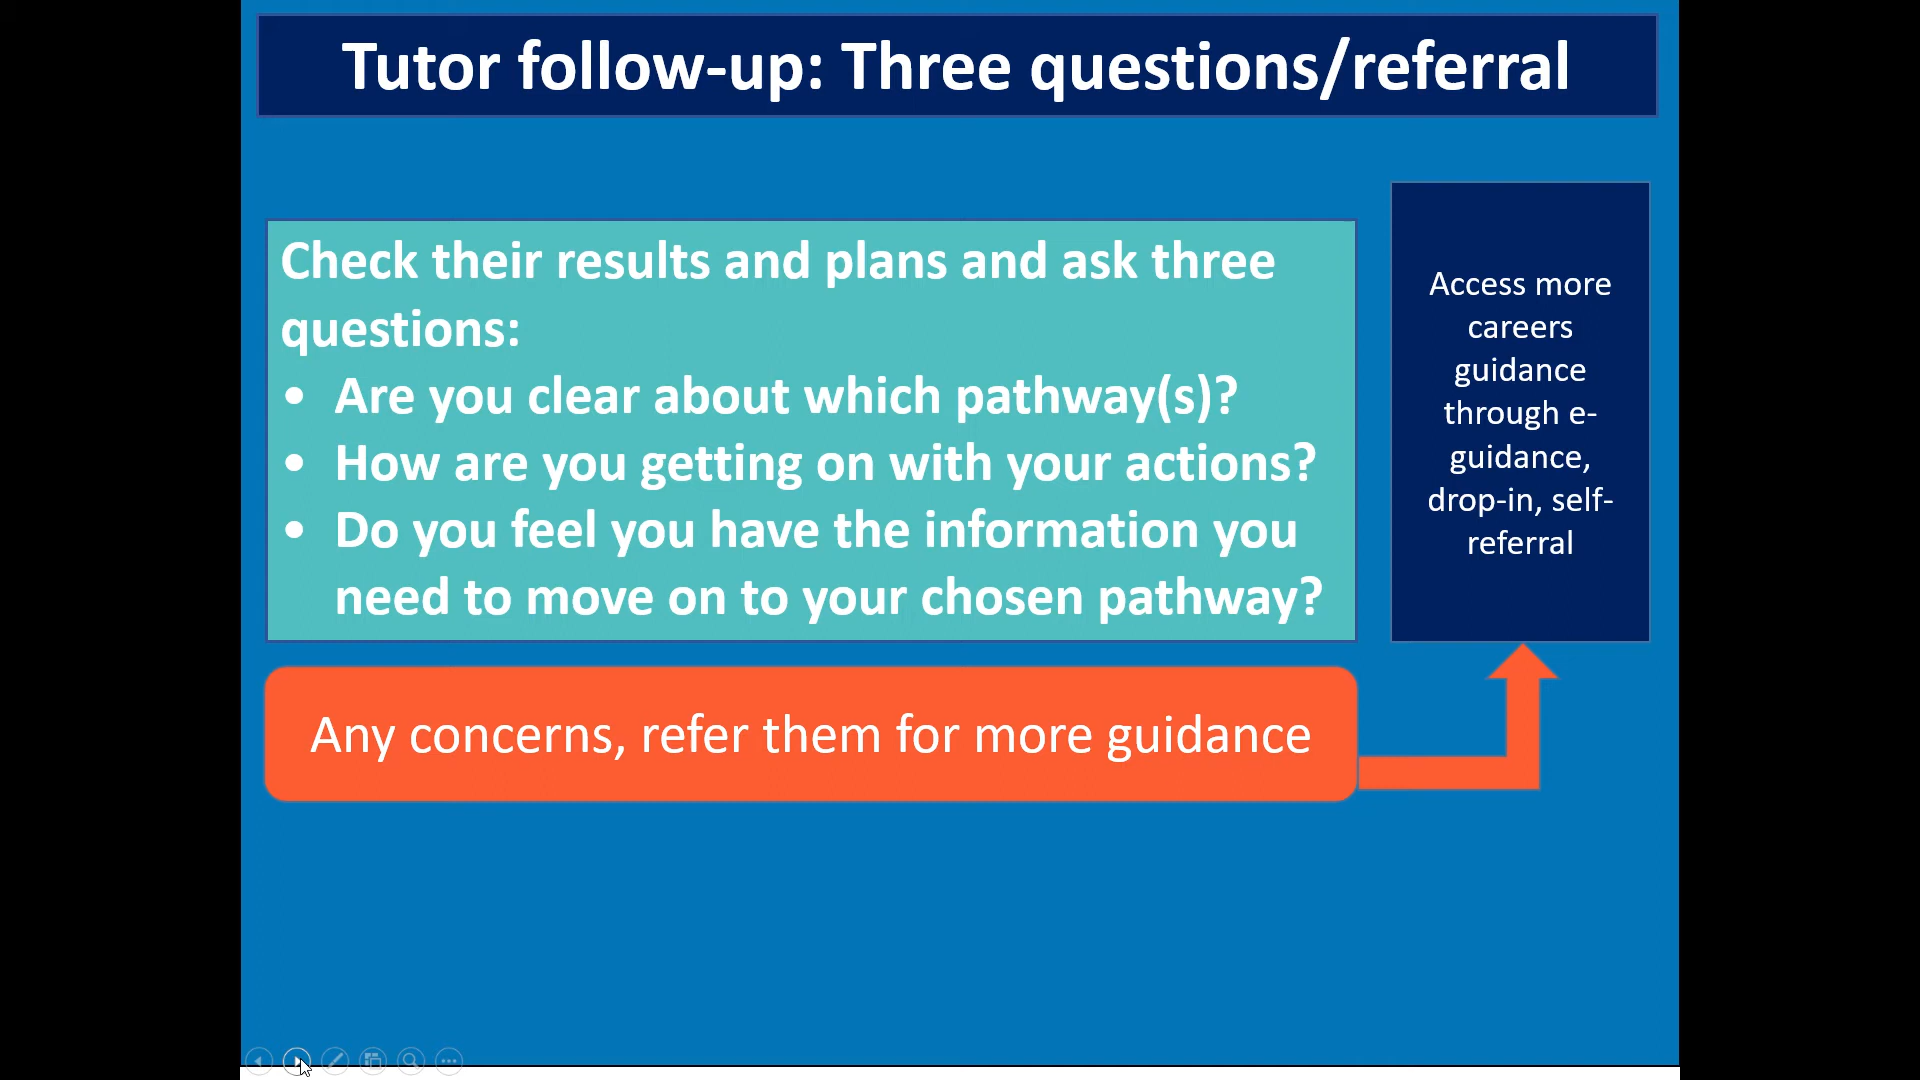 Tutor follow-up: Three questions/referral
Check their results and plans and ask three
questions:
• Are you clear about which pathway(s)?
• How are you getting on with your actions?
• Do you feel you have the information you
need to move on to your chosen pathway?
Any concerns, refer them for more guidance
Access more
careers
guidance
through e-
guidance,
drop-in, self-
referral